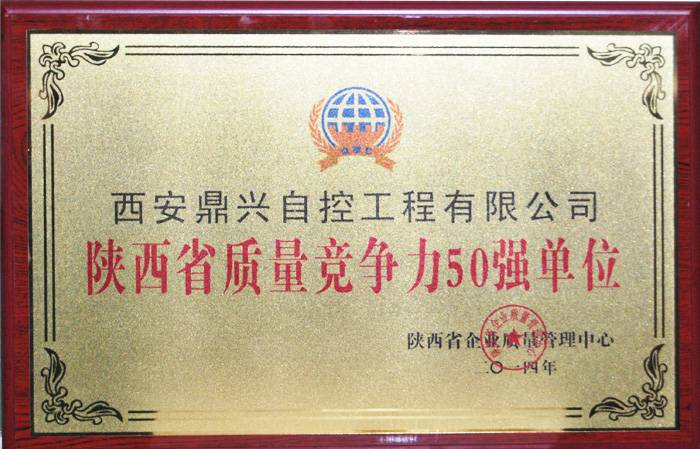 西安鼎兴自控工程有限公司
陕西省质量竞争力50强单位
陕西省企业质量管理中心
二〇一四年